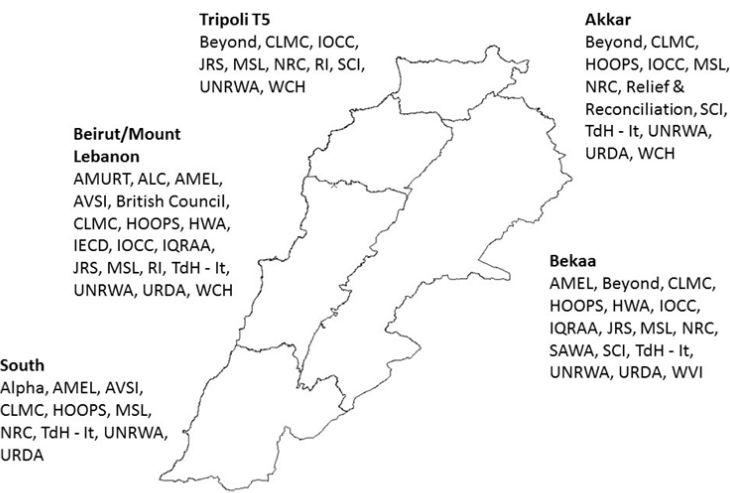 Tripoli T5
Beyond, CLMC, IOCC,
JRS, MSL, NRC, RI, SCI,
UNRWA, WCH
Akkar
Beyond, CLMC,
HOOPS, IOCC, MSL,
NRC, Relief &
Reconciliation, SCI,
TdH - It, UNRWA,
URDA, WCH
Beirut/Mount
Lebanon
AMURT, ALC, AMEL,
AVSI, British Council,
CLMC, HOOPS, HWA,
IECD, IOCC, IQRAA,
JRS, MSL, RI, TdH - It,
UNRWA, URDA, WCH
Bekaa
AMEL, Beyond, CLMC,
HOOPS, HWA, IOCC,
IQRAA, JRS, MSL, NRC,
SAWA, SCI, TdH - It,
UNRWA, URDA, WVI
South
Alpha, AMEL, AVSI,
CLMC, HOOPS, MSL,
NRC, TdH - It, UNRWA,
URDA